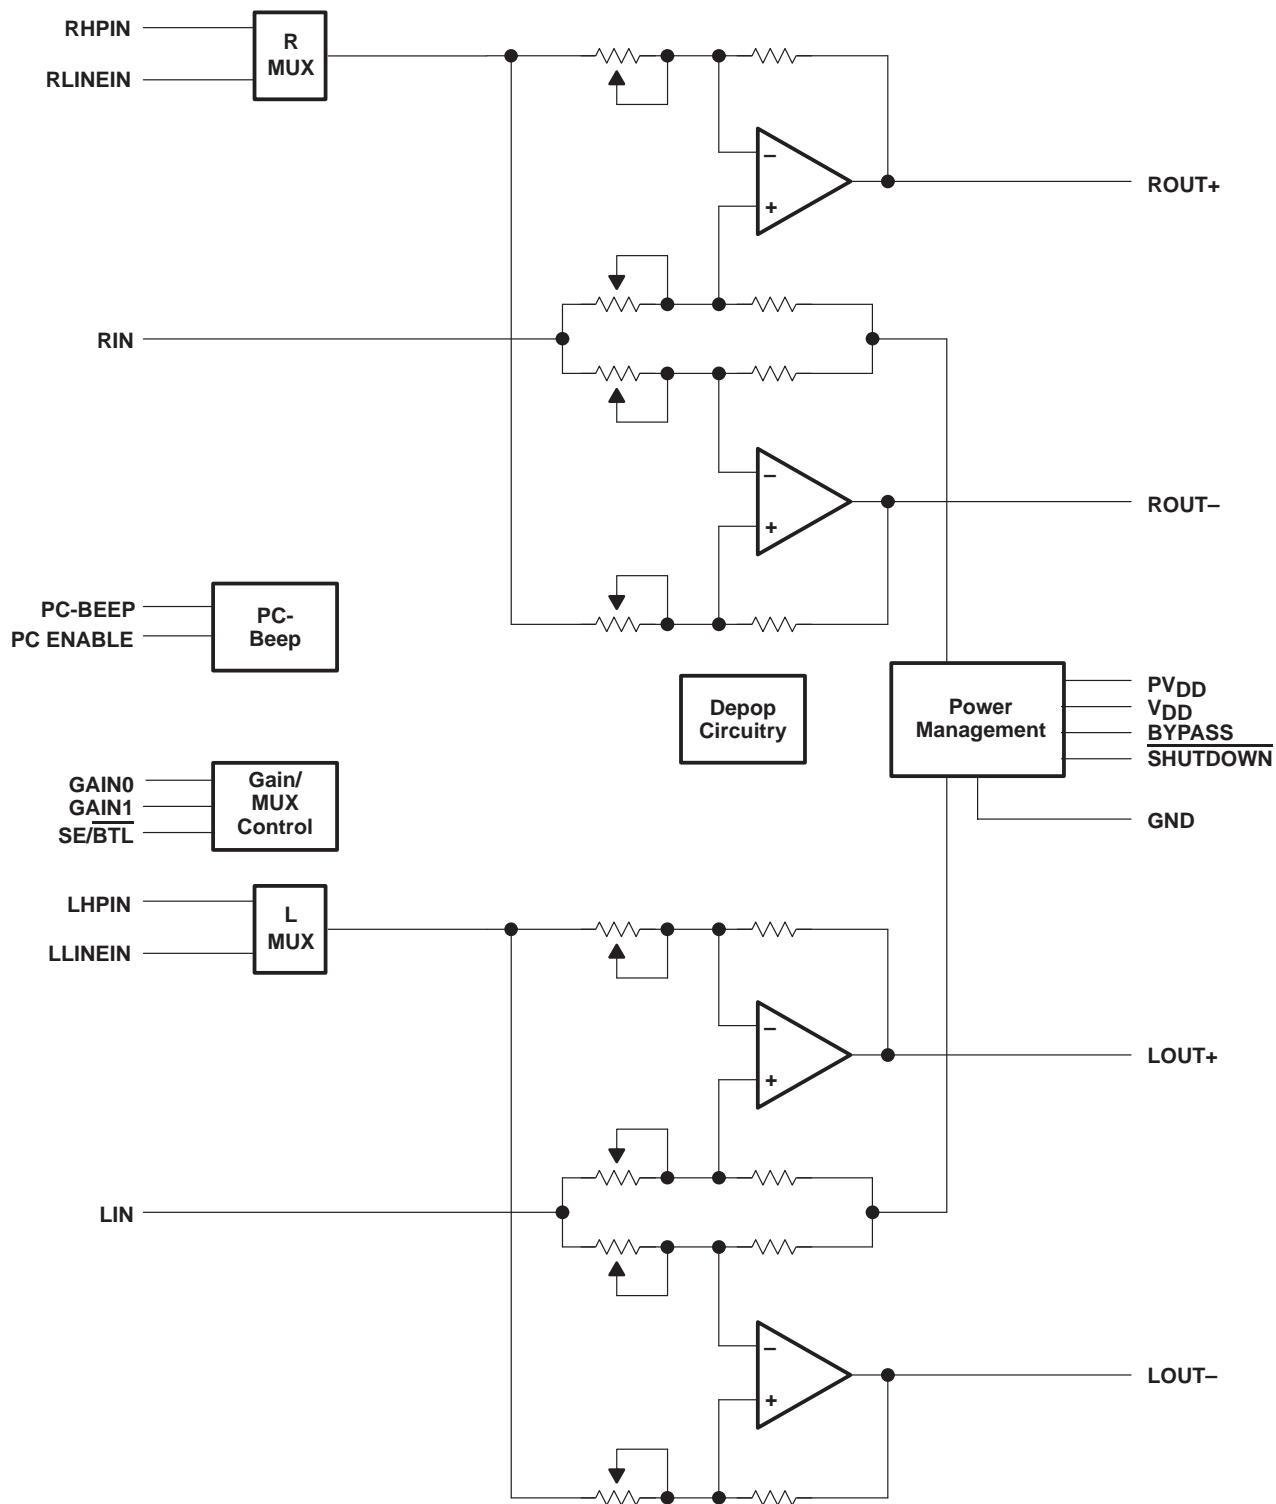 RHPIN
R
MUX
RLINEIN
–
+
ROUT+
RIN
–
+
ROUT–
PC-BEEP
PC ENABLE
PC-
Beep
Depop
Circuitry
Power
Management
PVDD
VDD
BYPASS
SHUTDOWN
GND
GAIN0
GAIN1
SE/BTL
Gain/
MUX
Control
LHPIN
L
MUX
LLINEIN
–
+
LOUT+
LIN
–
+
LOUT–